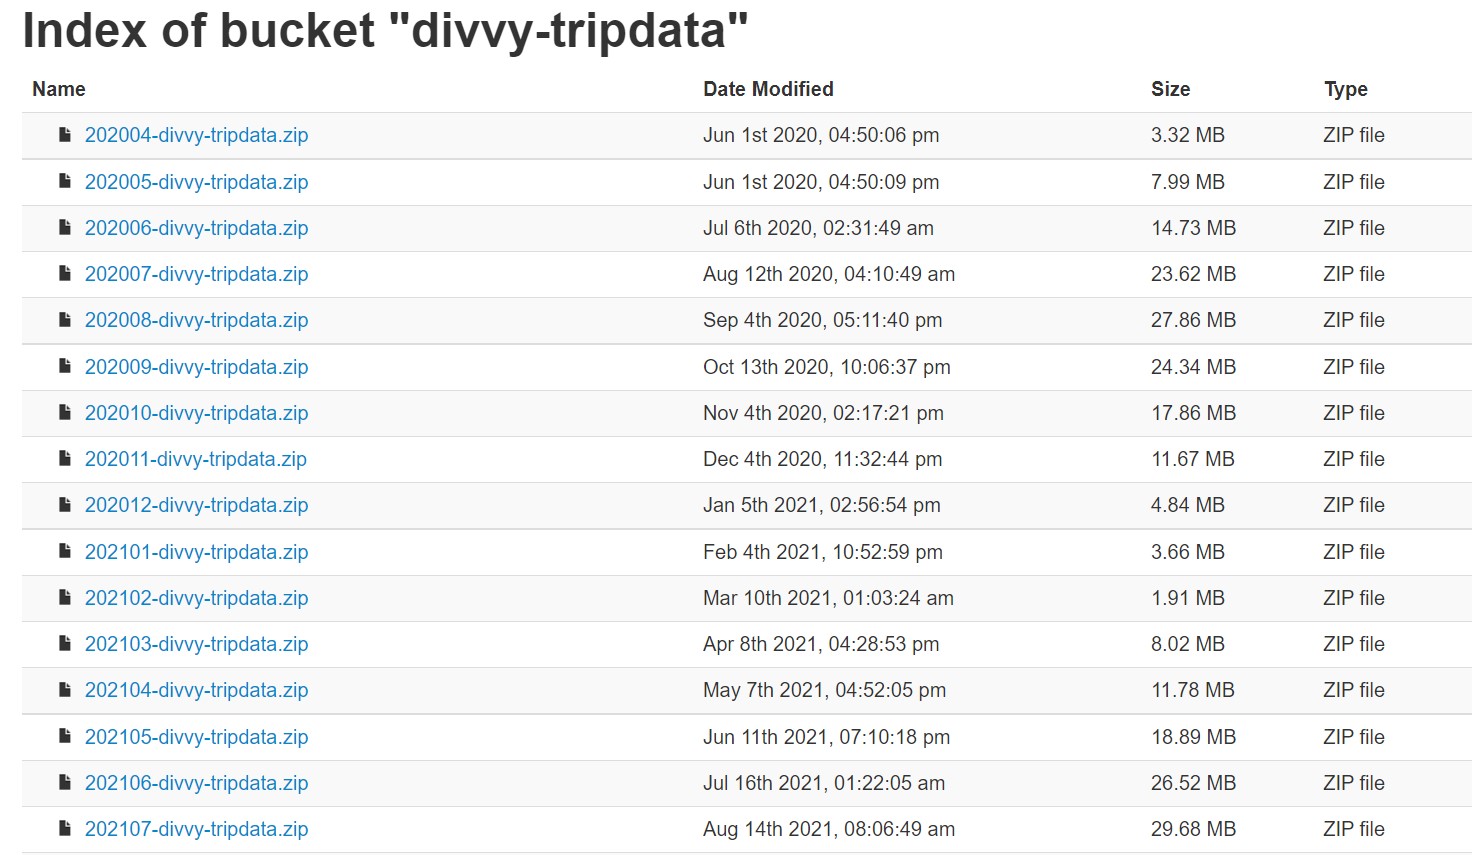 Index of bucket "divvy-tripdata"
Name Date Modified Size Type
202004-divvy-tripdata.zip Jun 1st 2020, 04:50:06 pm 3.32 MB ZIP file
202005-divvy-tripdata.zip Jun 1st 2020, 04:50:09 pm 7.99 MB ZIP file
202006-divvy-tripdata.zip Jul 6th 2020, 02:31:49 am 14.73 MB ZIP file
202007-divvy-tripdata.zip Aug 12th 2020, 04:10:49 am 23.62 MB ZIP file
202008-divvy-tripdata.zip Sep 4th 2020, 05:11:40 pm 27.86 MB ZIP file
202009-divvy-tripdata.zip Oct 13th 2020, 10:06:37 pm 24.34 MB ZIP file
202010-divvy-tripdata.zip Nov 4th 2020, 02:17:21 pm 17.86 MB ZIP file
202011-divvy-tripdata.zip Dec 4th 2020, 11:32:44 pm 11.67 MB ZIP file
202012-divvy-tripdata.zip Jan 5th 2021, 02:56:54 pm 4.84 MB ZIP file
202101-divvy-tripdata.zip Feb 4th 2021, 10:52:59 pm 3.66 MB ZIP file
202102-divvy-tripdata.zip Mar 10th 2021, 01:03:24 am 1.91 MB ZIP file
202103-divvy-tripdata.zip Apr 8th 2021, 04:28:53 pm 8.02 MB ZIP file
202104-divvy-tripdata.zip May 7th 2021, 04:52:05 pm 11.78 MB ZIP file
202105-divvy-tripdata.zip Jun 11th 2021, 07:10:18 pm 18.89 MB ZIP file
202106-divvy-tripdata.zip Jul 16th 2021, 01:22:05 am 26.52 MB ZIP file
202107-divvy-tripdata.zip Aug 14th 2021, 08:06:49 am 29.68 MB ZIP file